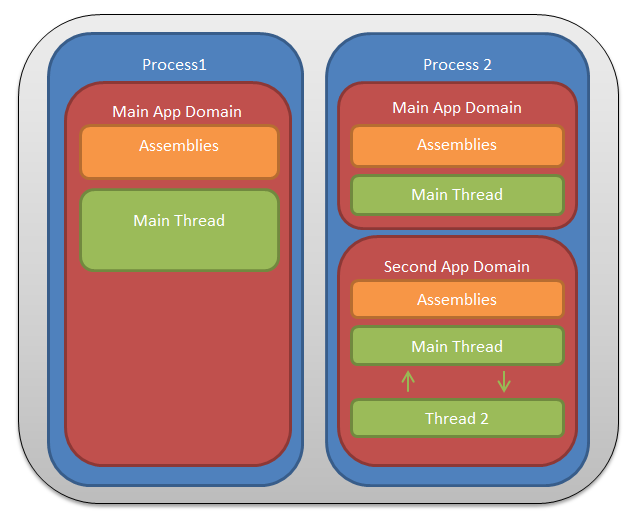 Process1
Main App Domain
Assemblies
Main Thread
Process 2
Main App Domain
Assemblies
Main Thread
Second App Domain
Assemblies
Main Thread
Thread 2